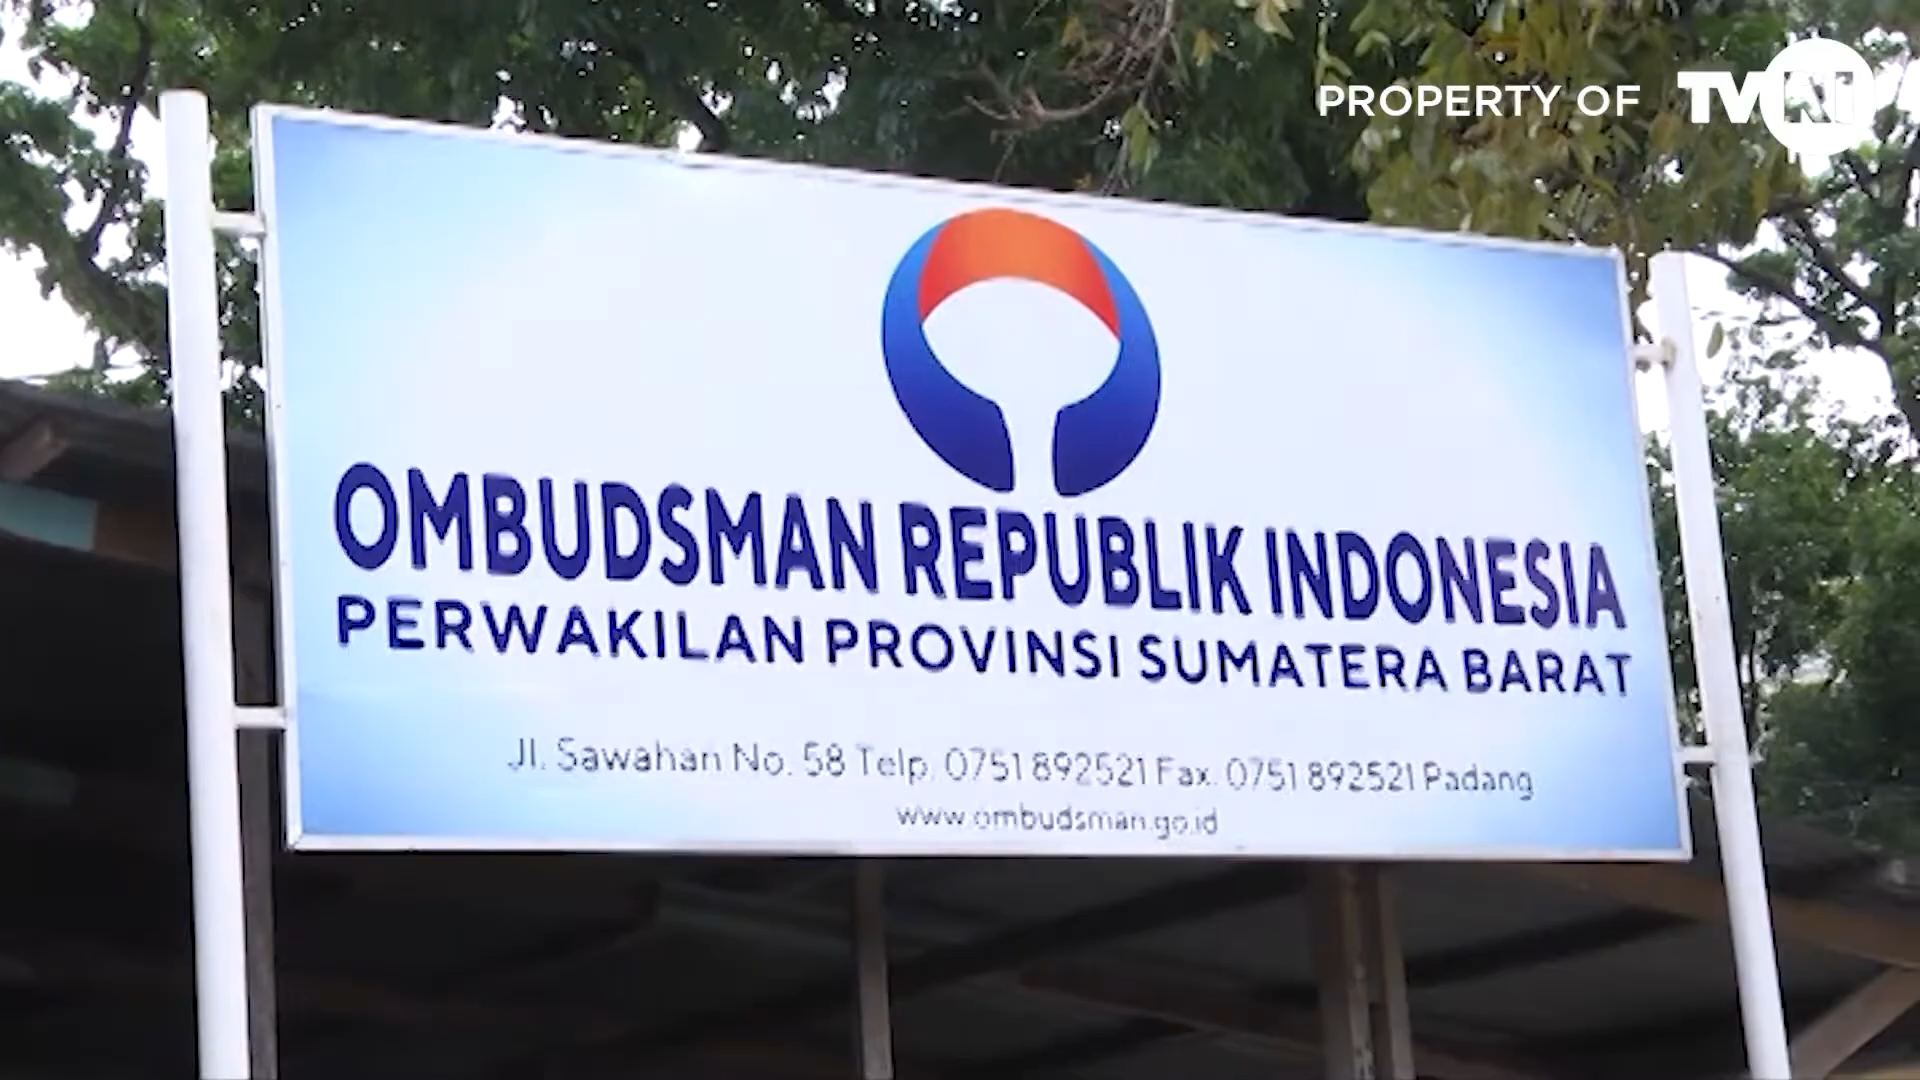 PROPERTY OF TVRI
OMBUDSMAN REPUBLIK INDONESIA
PERWAKILAN PROVINSI SUMATERA BARAT
Jl. Sawahan No. 58 Telp. 0751 892521 Fax. 0751 892521 Padang
www.ombudsman.go.id